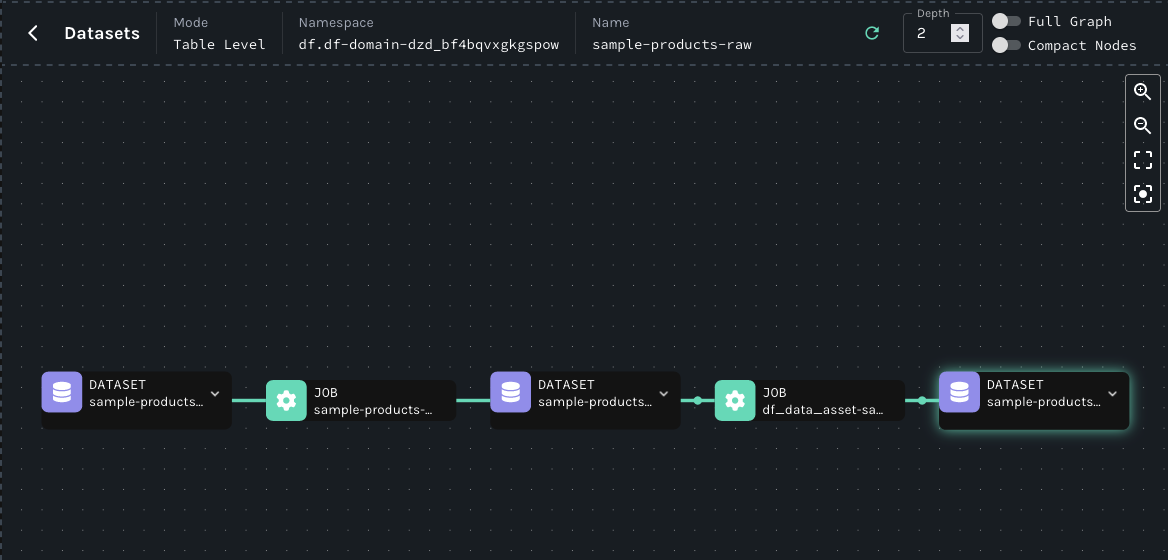 Datasets
Mode
Table Level
Namespace
df.df-domain-dzd_bf4bqvxgkgspow
Name
sample-products-raw
Depth
2
Full Graph
Compact Nodes
DATASET
sample-products...
JOB
sample-products-...
DATASET
sample-products...
JOB
df_data_asset-sa...
DATASET
sample-products...